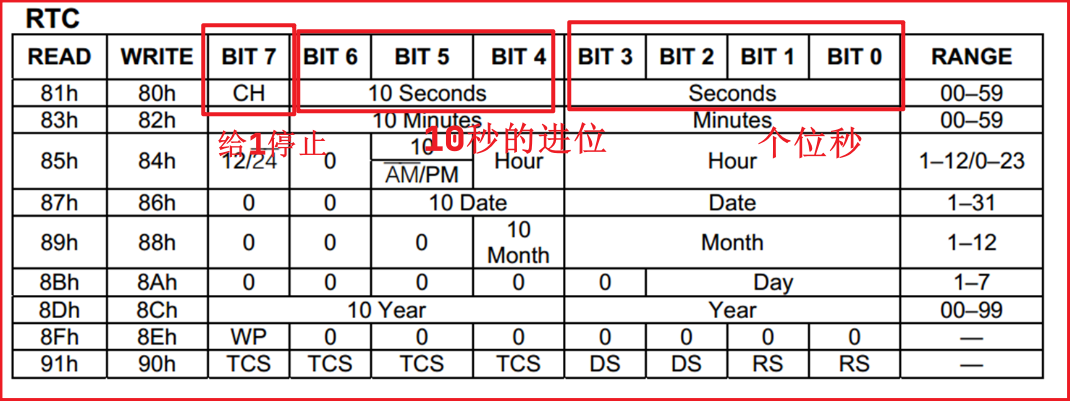 RTC
READ WRITE BIT 7 BIT 6 BIT 5 BIT 4 BIT 3 BIT 2 BIT 1 BIT 0 RANGE
81h 80h CH 10 Seconds Seconds 00–59
83h 82h 10 Minutes Minutes 00–59
给1停止 10秒的进位 个位秒
85h 84h 12/24 0 10 AM/PM Hour Hour 1–12/0–23
87h 86h 0 0 10 Date Date 1–31
89h 88h 0 0 0 10 Month Month 1–12
8Bh 8Ah 0 0 0 0 0 Day 1–7
8Dh 8Ch 10 Year Year 00–99
8Fh 8Eh WP 0 0 0 0 0 0 0 —
91h 90h TCS TCS TCS TCS DS DS RS RS —